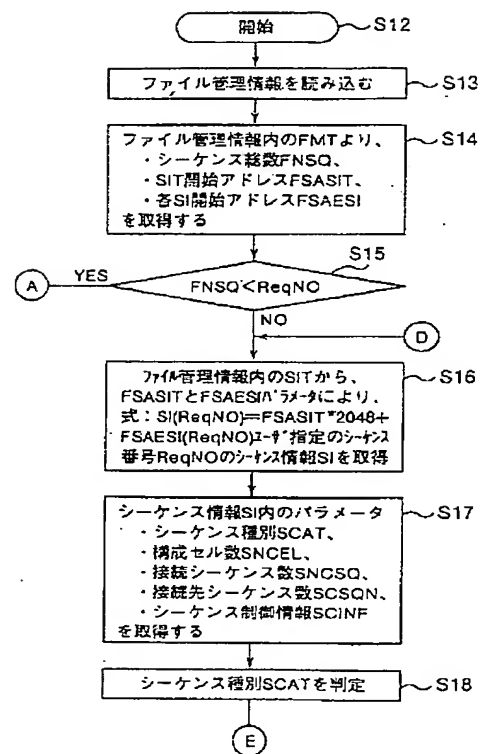 開始
S12
ファイル管理情報を読み込む
S13
ファイル管理情報内のFMTより、
・シーケンス総数FNSQ、
・SIT開始アドレスFSASIT、
・各SI開始アドレスFSAESI
を取得する
S14
FNSQ<ReqNO
S15
YES
A
NO
D
ファイル管理情報内のSITから、
FSASITとFSAESIパラメータにより、
式：SI(ReqNO)=FSASIT*2048+
FSAESI(ReqNO)ユーザ指定のシーケンス
番号ReqNOのシーケンス情報SIを取得
S16
シーケンス情報SI内のパラメータ
・シーケンス種別SCAT、
・構成セル数SNCEL、
・接続シーケンス数SNCSQ、
・接続先シーケンス数SCSQN、
・シーケンス制御情報SCINF
を取得する
S17
シーケンス種別SCATを判定
S18
E